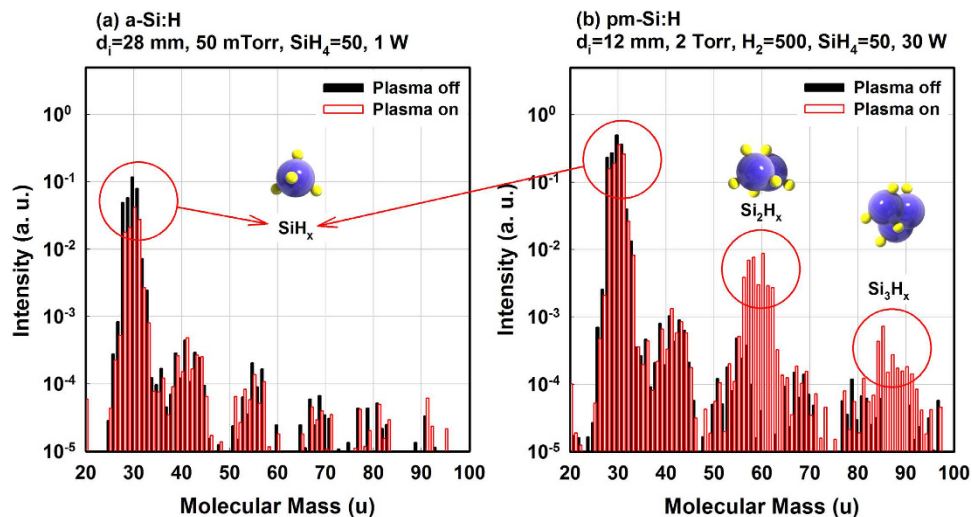 (a) a-Si:H
dᵢ=28 mm, 50 mTorr, SiH₄=50, 1 W
Intensity (a. u.)
10⁰
10⁻¹
10⁻²
10⁻³
10⁻⁴
10⁻⁵
Plasma off
Plasma on
SiHₓ
20 30 40 50 60 70 80 90 100
Molecular Mass (u)
(b) pm-Si:H
dᵢ=12 mm, 2 Torr, H₂=500, SiH₄=50, 30 W
Intensity (a. u.)
10⁰
10⁻¹
10⁻²
10⁻³
10⁻⁴
10⁻⁵
Plasma off
Plasma on
Si₂Hₓ
Si₃Hₓ
20 30 40 50 60 70 80 90 100
Molecular Mass (u)